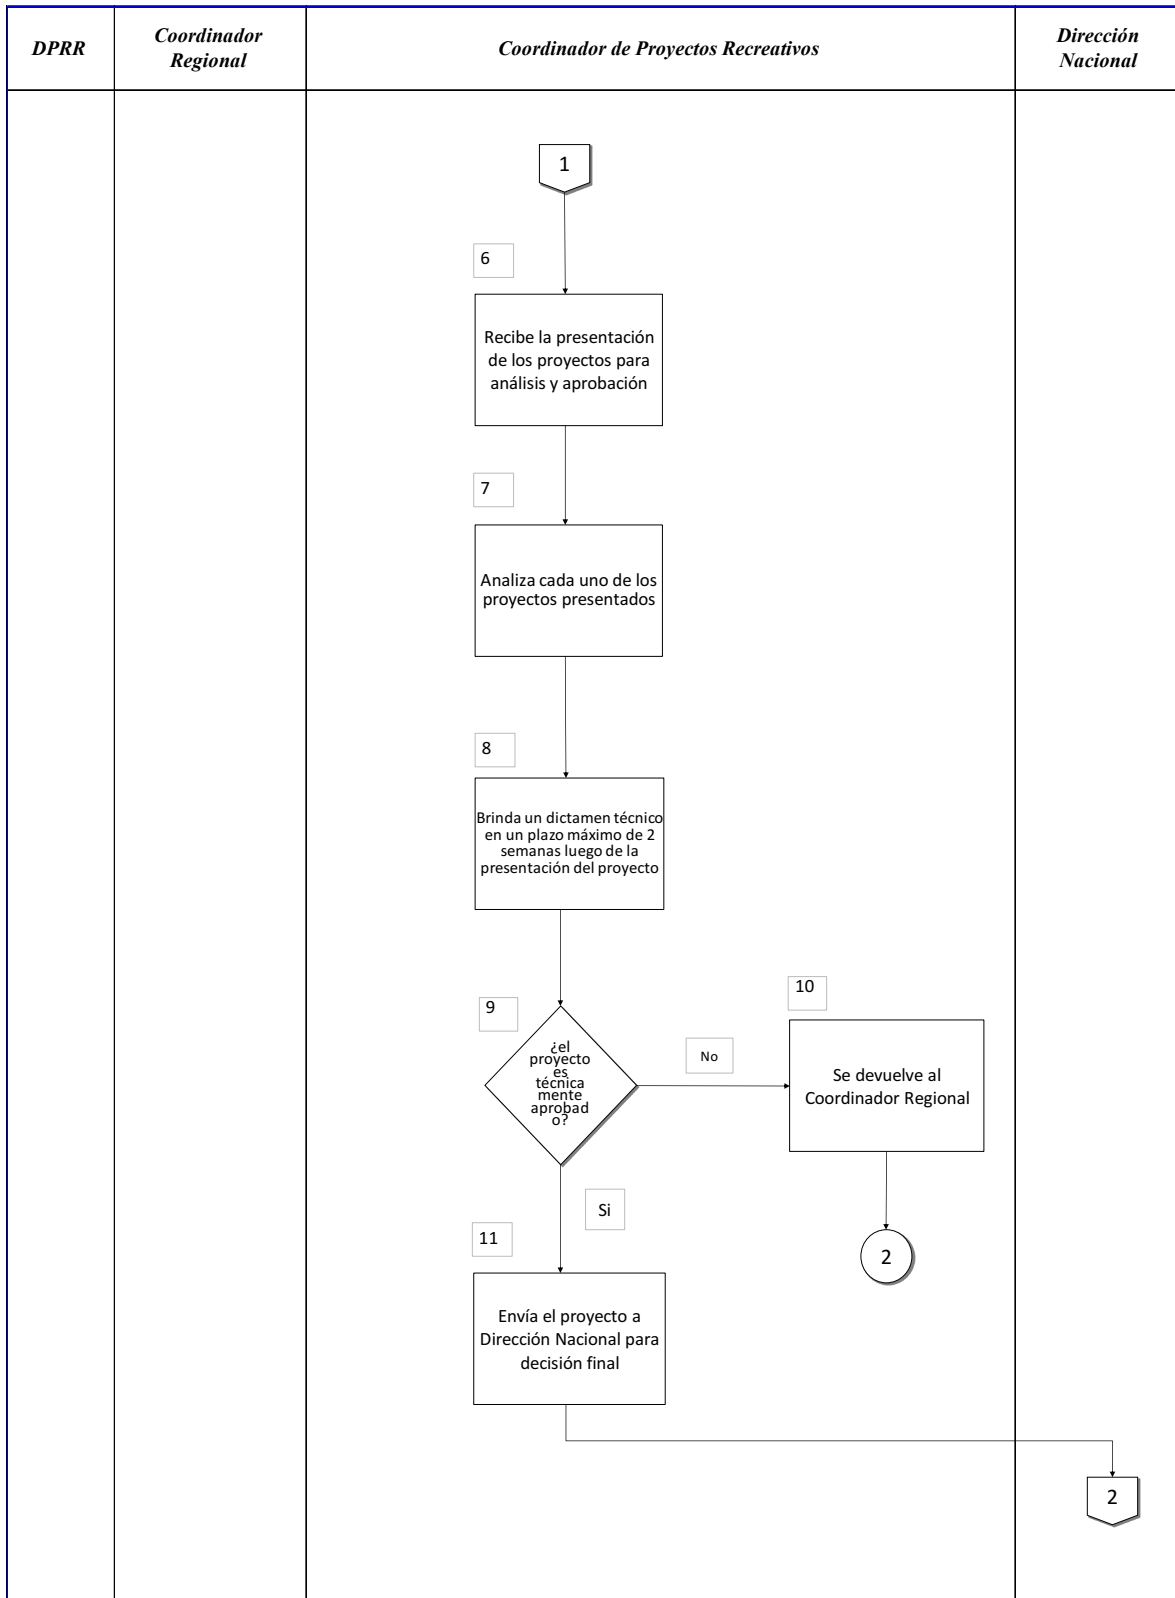 DPRR
Coordinador
Regional
Coordinador de Proyectos Recreativos
Dirección
Nacional
1
6
Recibe la presentación
de los proyectos para
análisis y aprobación
7
Analiza cada uno de los
proyectos presentados
8
Brinda un dictamen técnico
en un plazo máximo de 2
semanas luego de la
presentación del proyecto
9
¿el
proyecto
es
técnica
mente
aprobad
o?
No
10
Se devuelve al
Coordinador Regional
2
Si
11
Envía el proyecto a
Dirección Nacional para
decisión final
2